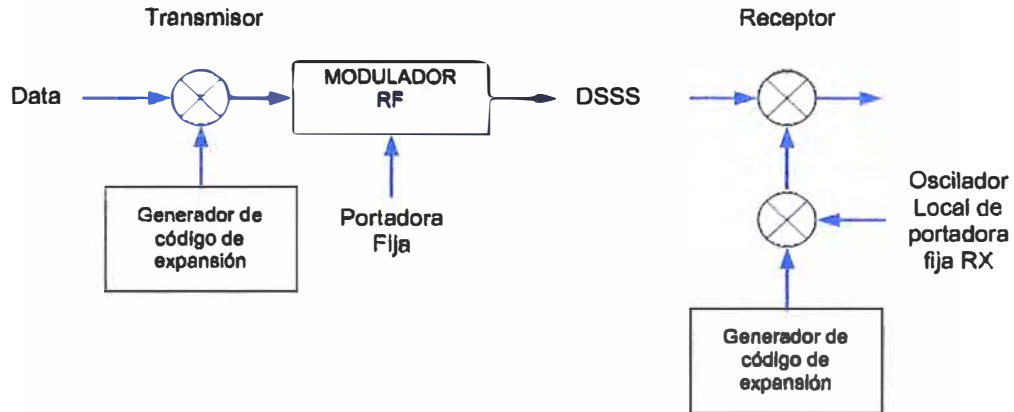 Transmisor
Receptor
Data
MODULADOR
RF
DSSS
Generador de
código de
expansión
Portadora
Fija
Oscilador
Local de
portadora
fija RX
Generador de
código de
expansión